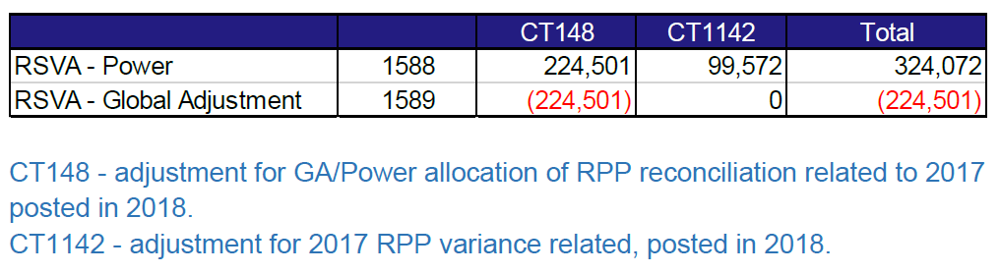 CT148 CT1142 Total
RSVA - Power 1588 224,501 99,572 324,072
RSVA - Global Adjustment 1589 (224,501) 0 (224,501)
CT148 - adjustment for GA/Power allocation of RPP reconciliation related to 2017
posted in 2018.
CT1142 - adjustment for 2017 RPP variance related, posted in 2018.